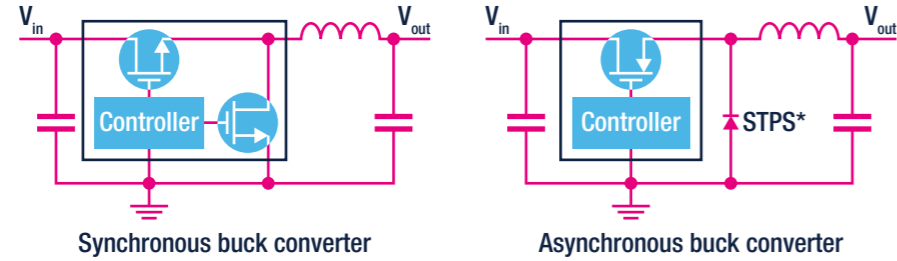 Vin
Vout
Controller
Synchronous buck converter
Vin
Vout
Controller
STPS*
Asynchronous buck converter